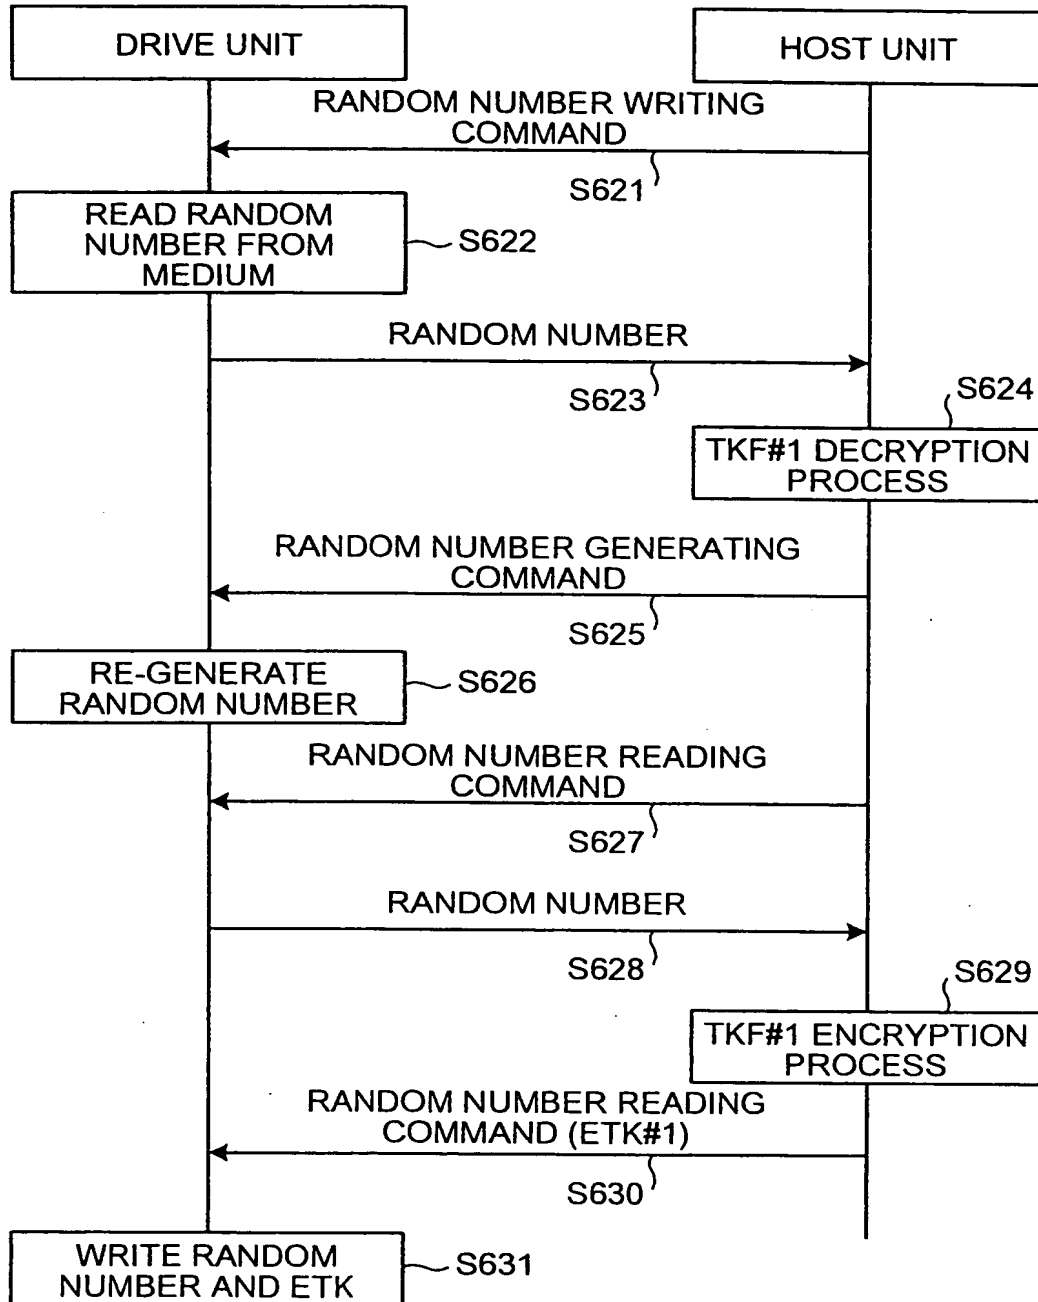 DRIVE UNIT
HOST UNIT
RANDOM NUMBER WRITING
COMMAND
S621
READ RANDOM
NUMBER FROM
MEDIUM
S622
RANDOM NUMBER
S623
S624
TKF#1 DECRYPTION
PROCESS
RANDOM NUMBER GENERATING
COMMAND
S625
RE-GENERATE
RANDOM NUMBER
S626
RANDOM NUMBER READING
COMMAND
S627
RANDOM NUMBER
S628
S629
TKF#1 ENCRYPTION
PROCESS
RANDOM NUMBER READING
COMMAND (ETK#1)
S630
WRITE RANDOM
NUMBER AND ETK
S631